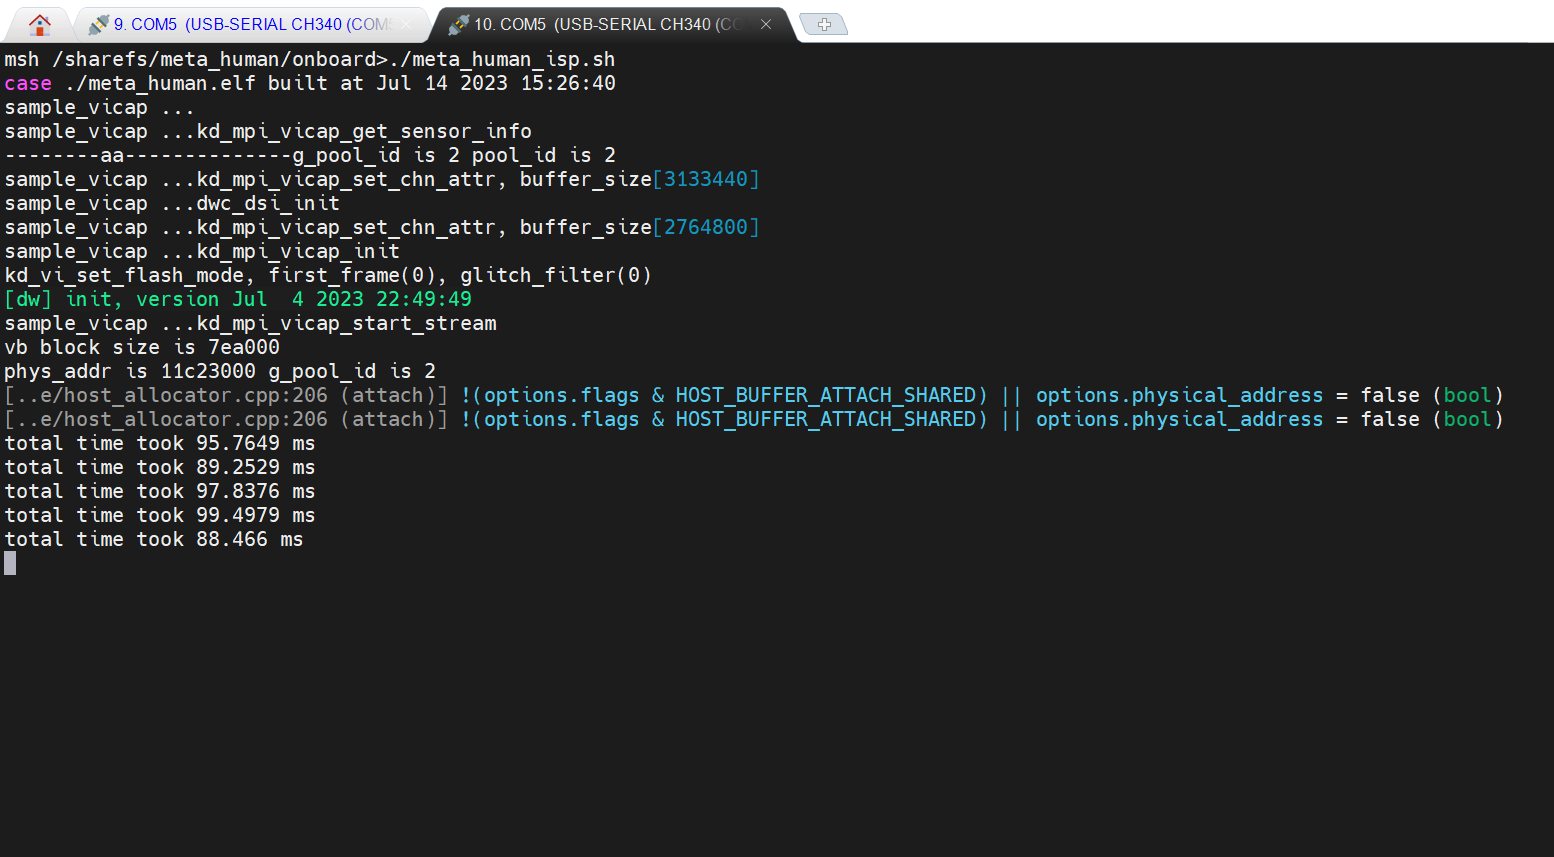 9. COM5 (USB-SERIAL CH340 (COM5
10. COM5 (USB-SERIAL CH340 (CO
msh /sharefs/meta_human/onboard>./meta_human_isp.sh
case ./meta_human.elf built at Jul 14 2023 15:26:40
sample_vicap ...
sample_vicap ...kd_mpi_vicap_get_sensor_info
--------aa--------------g_pool_id is 2 pool_id is 2
sample_vicap ...kd_mpi_vicap_set_chn_attr, buffer_size[3133440]
sample_vicap ...dwc_dsi_init
sample_vicap ...kd_mpi_vicap_set_chn_attr, buffer_size[2764800]
sample_vicap ...kd_mpi_vicap_init
kd_vi_set_flash_mode, first_frame(0), glitch_filter(0)
[dw] init, version Jul  4 2023 22:49:49
sample_vicap ...kd_mpi_vicap_start_stream
vb block size is 7ea000
phys_addr is 11c23000 g_pool_id is 2
[..e/host_allocator.cpp:206 (attach)] !(options.flags & HOST_BUFFER_ATTACH_SHARED) || options.physical_address = false (bool)
[..e/host_allocator.cpp:206 (attach)] !(options.flags & HOST_BUFFER_ATTACH_SHARED) || options.physical_address = false (bool)
total time took 95.7649 ms
total time took 89.2529 ms
total time took 97.8376 ms
total time took 99.4979 ms
total time took 88.466 ms